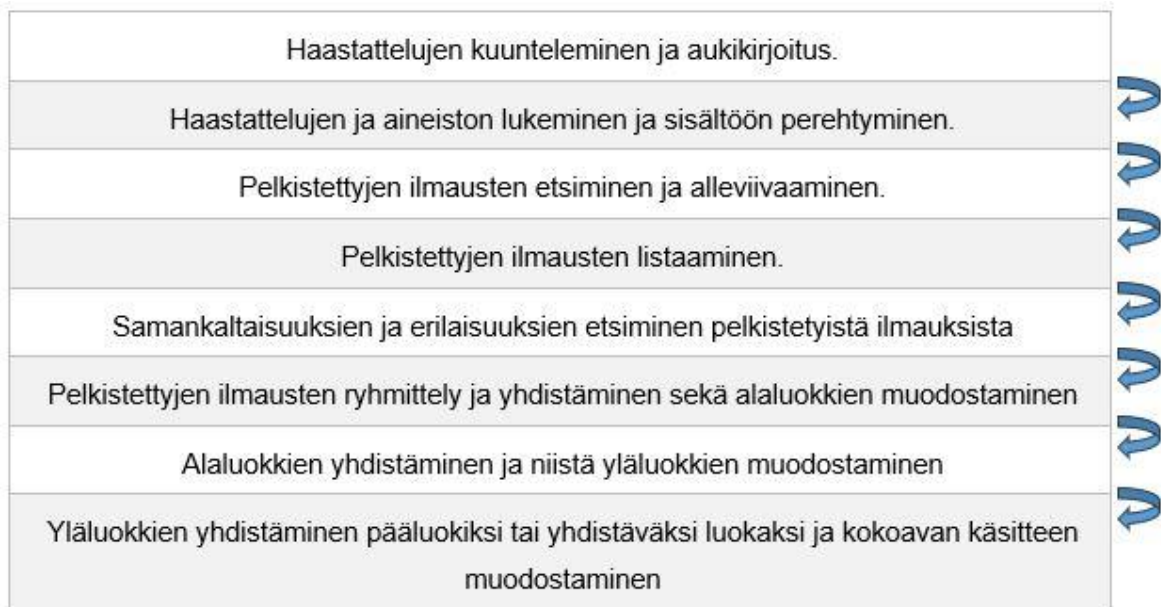 Haastattelujen kuunteleminen ja aukikirjoitus.
Haastattelujen ja aineiston lukeminen ja sisältöön perehtyminen.
Pelkistettyjen ilmausten etsiminen ja alleviivaaminen.
Pelkistettyjen ilmausten listaaminen.
Samankaltaisuuksien ja erilaisuuksien etsiminen pelkistetyistä ilmauksista
Pelkistettyjen ilmausten ryhmittely ja yhdistäminen sekä alaluokkien muodostaminen
Alaluokkien yhdistäminen ja niistä yläluokkien muodostaminen
Yläluokkien yhdistäminen pääluokiksi tai yhdistäväksi luokaksi ja kokoavan käsitteen
muodostaminen